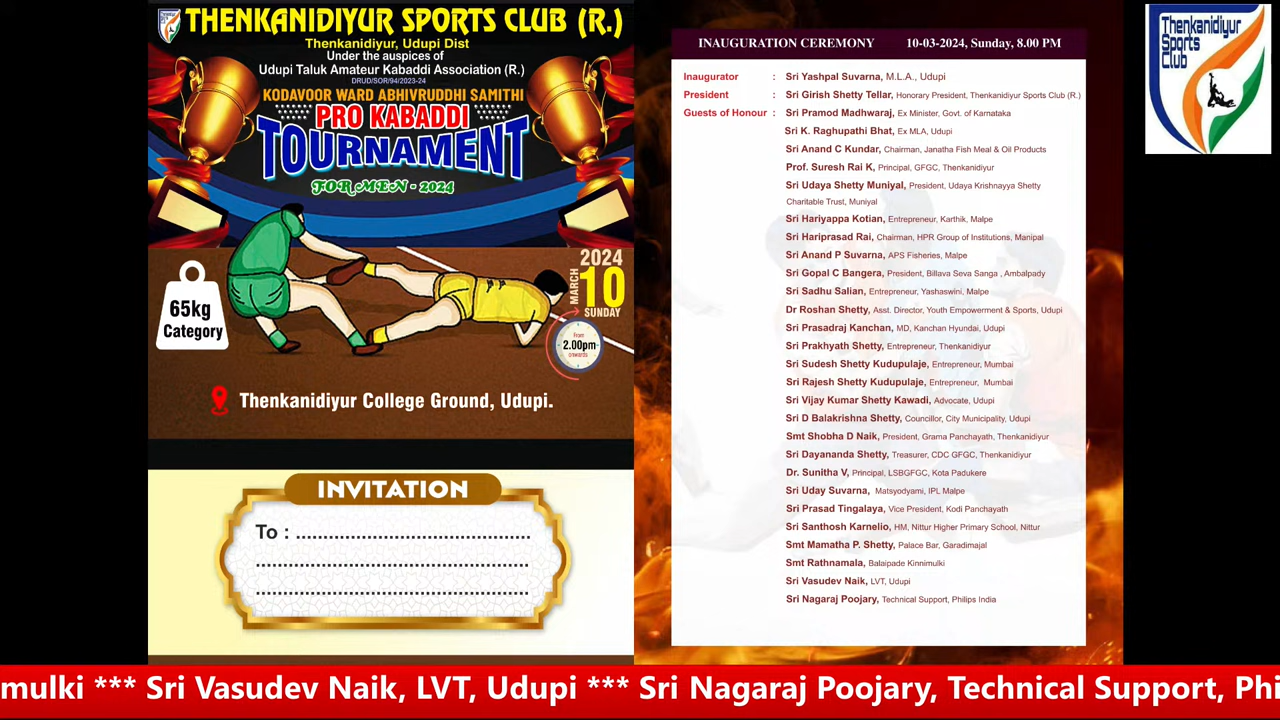 THENKANIDIYUR SPORTS CLUB (R.)
Thenkanidiyur, Udupi Dist
Under the auspices of
Udupi Taluk Amateur Kabaddi Association (R.)
DRUD/SOR/94/2023-24
KODAVOOR WARD ABHIVRUDDHI SAMITHI
PRO KABADDI
TOURNAMENT
FOR MEN - 2024
65kg
Category
2024
MARCH
10
SUNDAY
From
2.00pm
onwards
Thenkanidiyur College Ground, Udupi.
INVITATION
To : ..........................................
................................................
................................................
INAUGURATION CEREMONY 10-03-2024, Sunday, 8.00 PM
Inaugurator : Sri Yashpal Suvarna, M.L.A., Udupi
President : Sri Girish Shetty Tellar, Honorary President, Thenkanidiyur Sports Club (R.)
Guests of Honour : Sri Pramod Madhwaraj, Ex Minister, Govt. of Karnataka
Sri K. Raghupathi Bhat, Ex MLA, Udupi
Sri Anand C Kundar, Chairman, Janatha Fish Meal & Oil Products
Prof. Suresh Rai K, Principal, GFGC, Thenkanidiyur
Sri Udaya Shetty Muniyal, President, Udaya Krishnayya Shetty
Charitable Trust, Muniyal
Sri Hariyappa Kotian, Entrepreneur, Karthik, Malpe
Sri Hariprasad Rai, Chairman, HPR Group of Institutions, Manipal
Sri Anand P Suvarna, APS Fisheries, Malpe
Sri Gopal C Bangera, President, Billava Seva Sanga , Ambalpady
Sri Sadhu Salian, Entrepreneur, Yashaswini, Malpe
Dr Roshan Shetty, Asst. Director, Youth Empowerment & Sports, Udupi
Sri Prasadraj Kanchan, MD, Kanchan Hyundai, Udupi
Sri Prakhyath Shetty, Entrepreneur, Thenkanidiyur
Sri Sudesh Shetty Kudupulaje, Entrepreneur, Mumbai
Sri Rajesh Shetty Kudupulaje, Entrepreneur, Mumbai
Sri Vijay Kumar Shetty Kawadi, Advocate, Udupi
Sri D Balakrishna Shetty, Councillor, City Municipality, Udupi
Smt Shobha D Naik, President, Grama Panchayath, Thenkanidiyur
Sri Dayananda Shetty, Treasurer, CDC GFGC, Thenkanidiyur
Dr. Sunitha V, Principal, LSBGFGC, Kota Padukere
Sri Uday Suvarna, Matsyodyami, IPL Malpe
Sri Prasad Tingalaya, Vice President, Kodi Panchayath
Sri Santhosh Karnelio, HM, Nittur Higher Primary School, Nittur
Smt Mamatha P. Shetty, Palace Bar, Garadimajal
Smt Rathnamala, Balaipade Kinnimulki
Sri Vasudev Naik, LVT, Udupi
Sri Nagaraj Poojary, Technical Support, Philips India
Thenkanidiyur
Sports
Club
mulki *** Sri Vasudev Naik, LVT, Udupi *** Sri Nagaraj Poojary, Technical Support, Phi